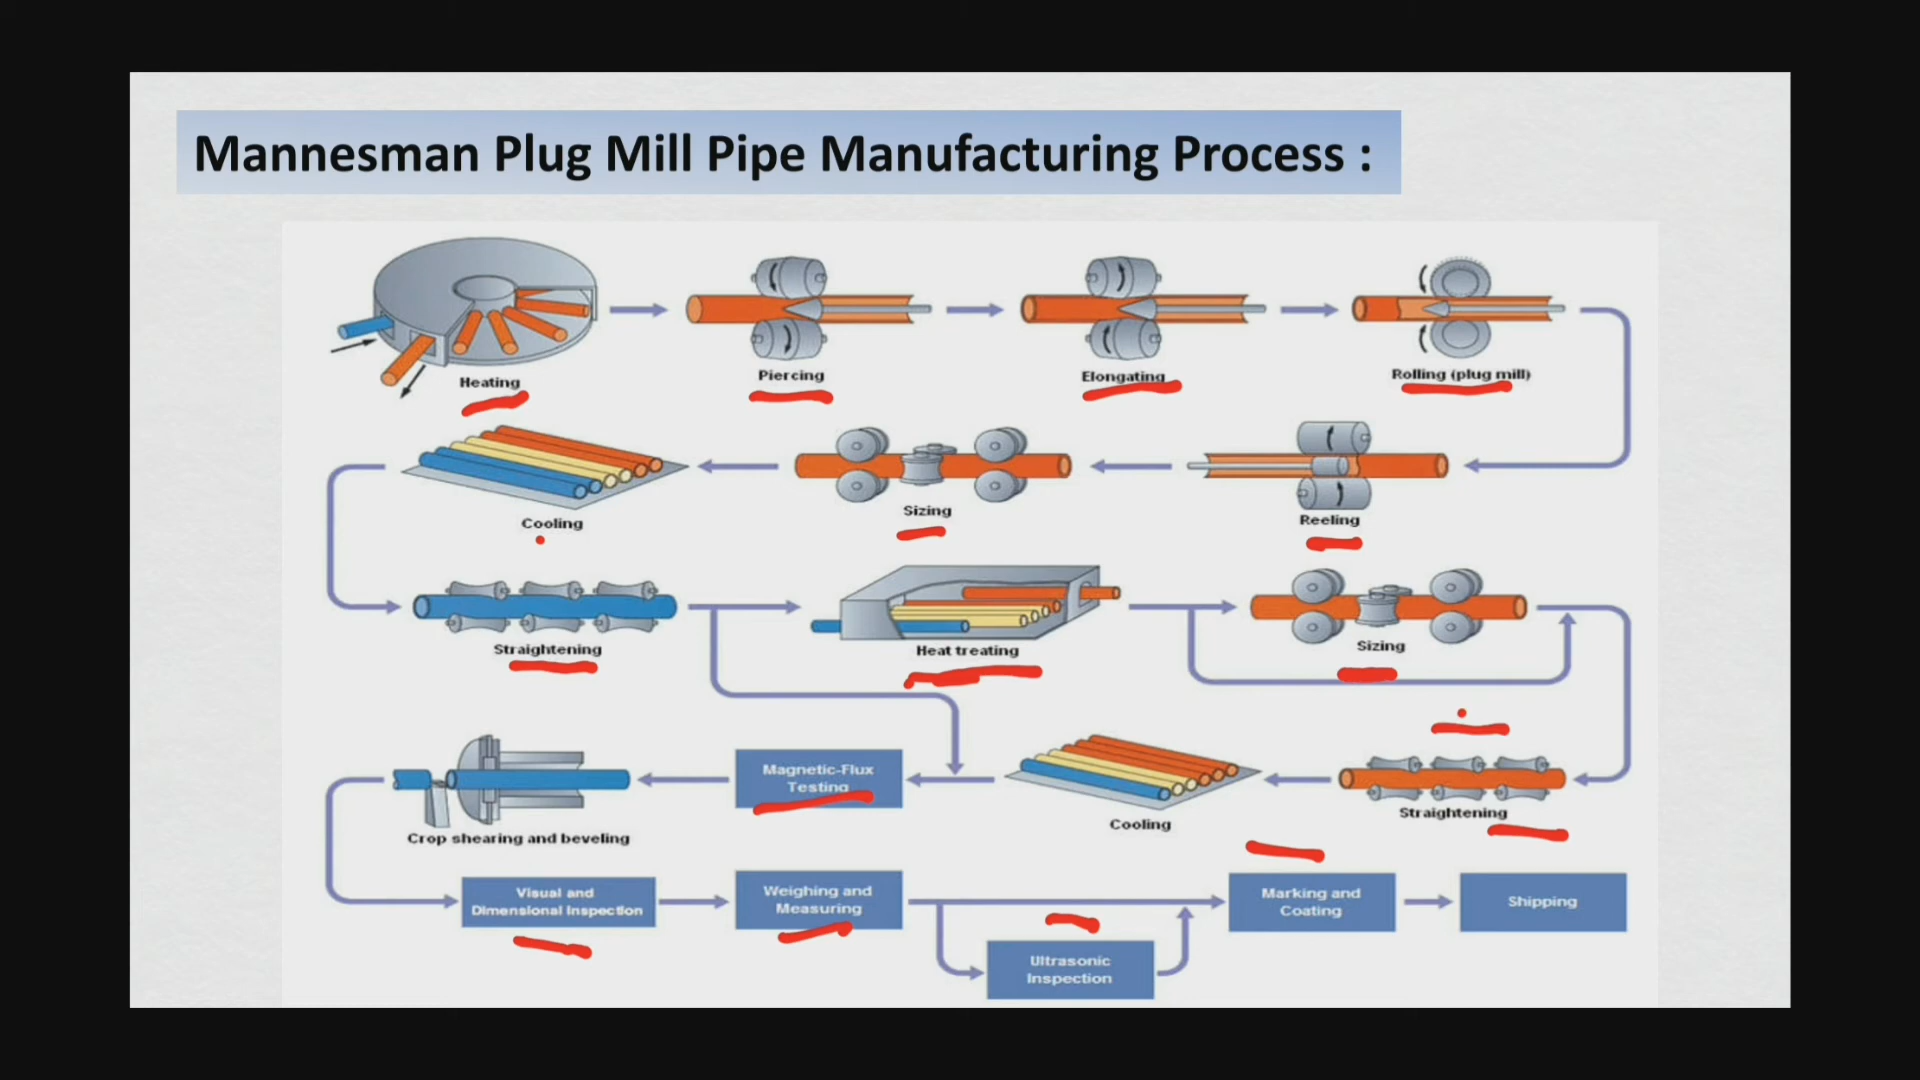 Mannesman Plug Mill Pipe Manufacturing Process :
Heating
Piercing
Elongating
Rolling (plug mill)
Cooling
Sizing
Reeling
Straightening
Heat treating
Sizing
Crop shearing and beveling
Magnetic-Flux
Testing
Cooling
Straightening
Visual and
Dimensional Inspection
Weighing and
Measuring
Ultrasonic
Inspection
Marking and
Coating
Shipping